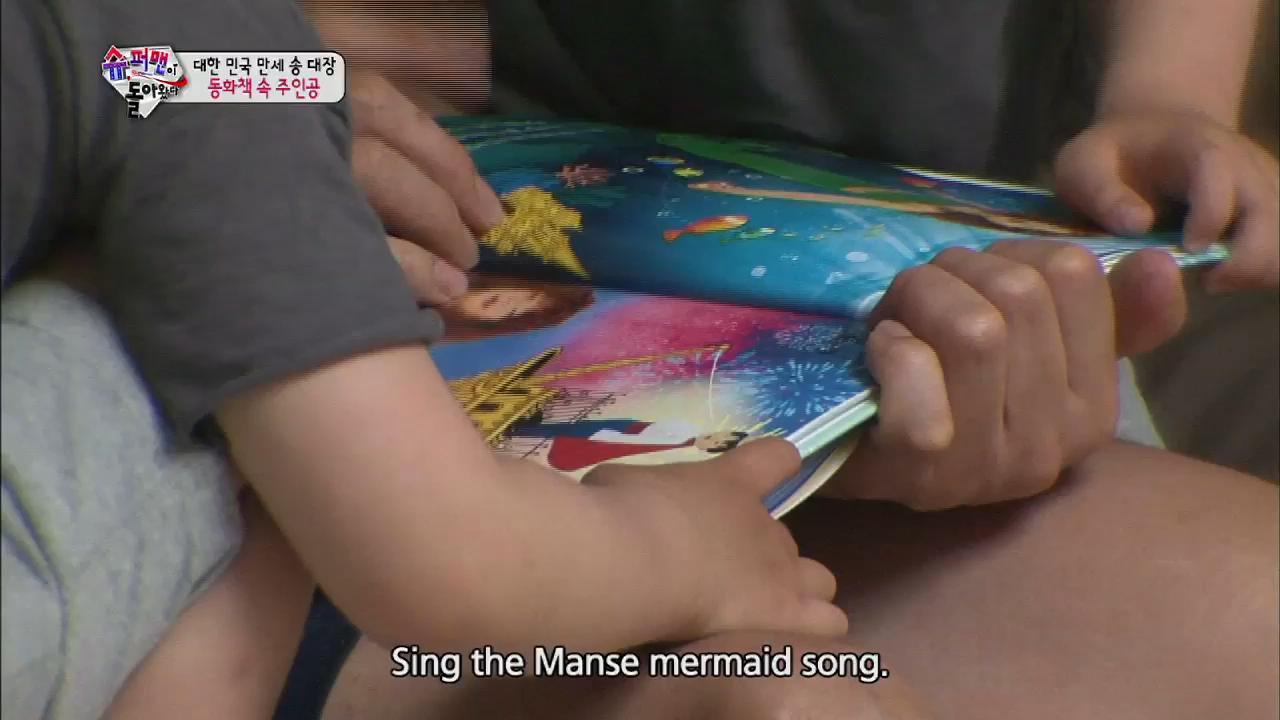 슈퍼맨이
돌아왔다
대한 민국 만세 송 대장
동화책 속 주인공
Sing the Manse mermaid song.